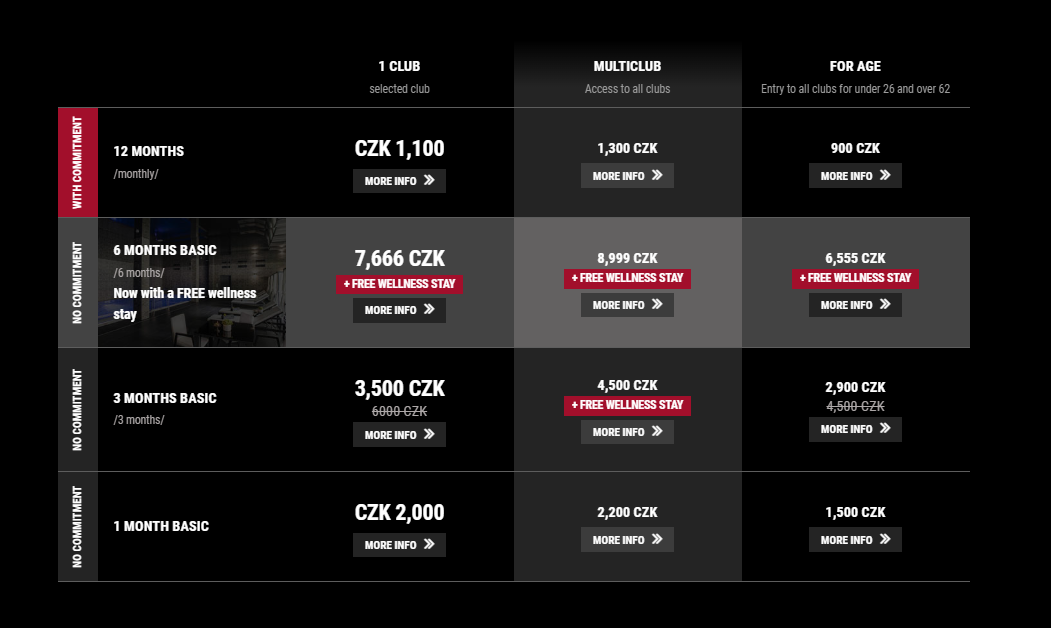 1 CLUB
selected club
MULTICLUB
Access to all clubs
FOR AGE
Entry to all clubs for under 26 and over 62
WITH COMMITMENT
12 MONTHS
/monthly/
CZK 1,100
MORE INFO
1,300 CZK
MORE INFO
900 CZK
MORE INFO
NO COMMITMENT
6 MONTHS BASIC
/6 months/
Now with a FREE wellness
stay
7,666 CZK
+ FREE WELLNESS STAY
MORE INFO
8,999 CZK
+ FREE WELLNESS STAY
MORE INFO
6,555 CZK
+ FREE WELLNESS STAY
MORE INFO
NO COMMITMENT
3 MONTHS BASIC
/3 months/
3,500 CZK
6000 CZK
MORE INFO
4,500 CZK
+ FREE WELLNESS STAY
MORE INFO
2,900 CZK
4,500 CZK
MORE INFO
NO COMMITMENT
1 MONTH BASIC
CZK 2,000
MORE INFO
2,200 CZK
MORE INFO
1,500 CZK
MORE INFO